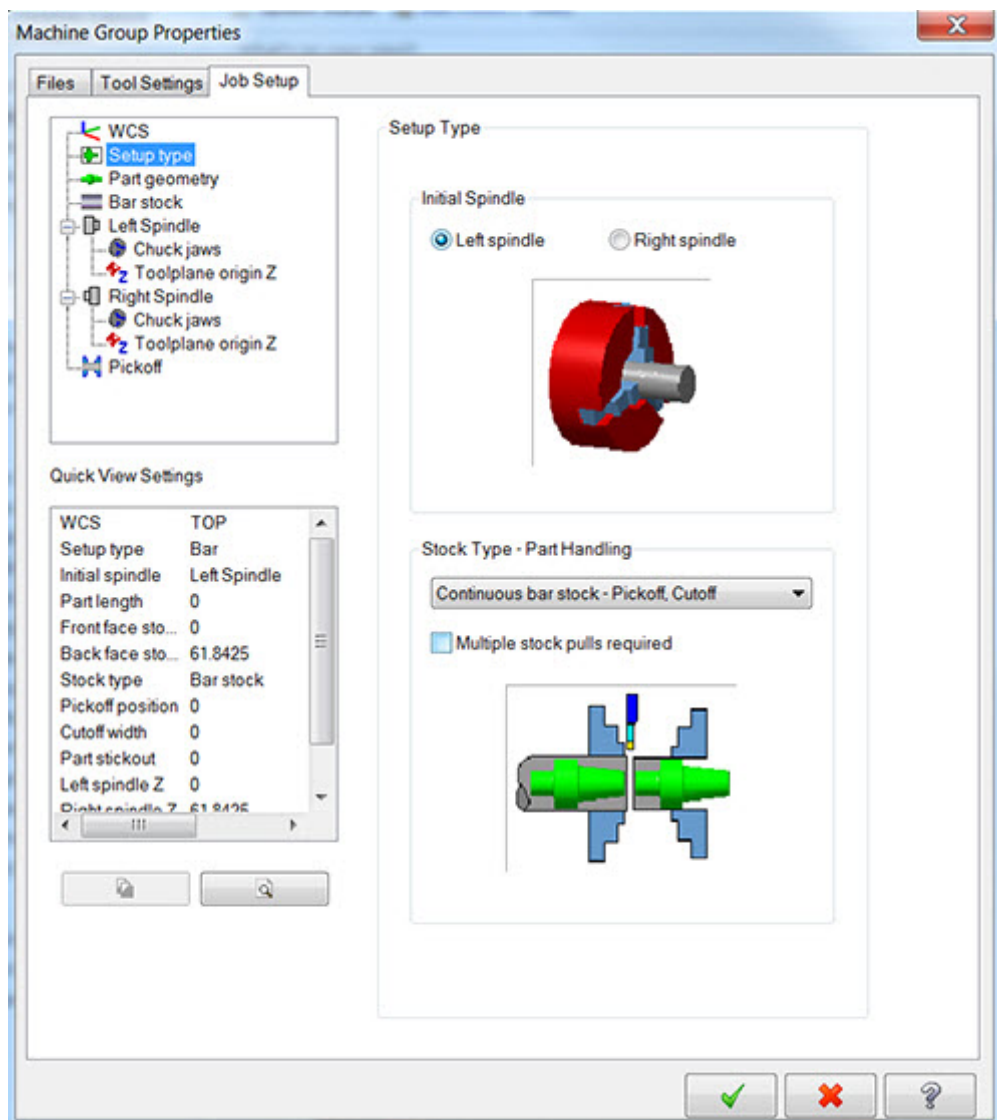 Machine Group Properties
Files Tool Settings Job Setup
WCS
Setup type
Part geometry
Bar stock
Left Spindle
Chuck jaws
Toolplane origin Z
Right Spindle
Chuck jaws
Toolplane origin Z
Pickoff
Quick View Settings
WCS TOP
Setup type Bar
Initial spindle Left Spindle
Part length 0
Front face sto... 0
Back face sto... 61.8425
Stock type Bar stock
Pickoff position 0
Cutoff width 0
Part stickout 0
Left spindle Z 0
Right spindle Z 61.8425
Setup Type
Initial Spindle
Left spindle Right spindle
Stock Type - Part Handling
Continuous bar stock - Pickoff, Cutoff
Multiple stock pulls required